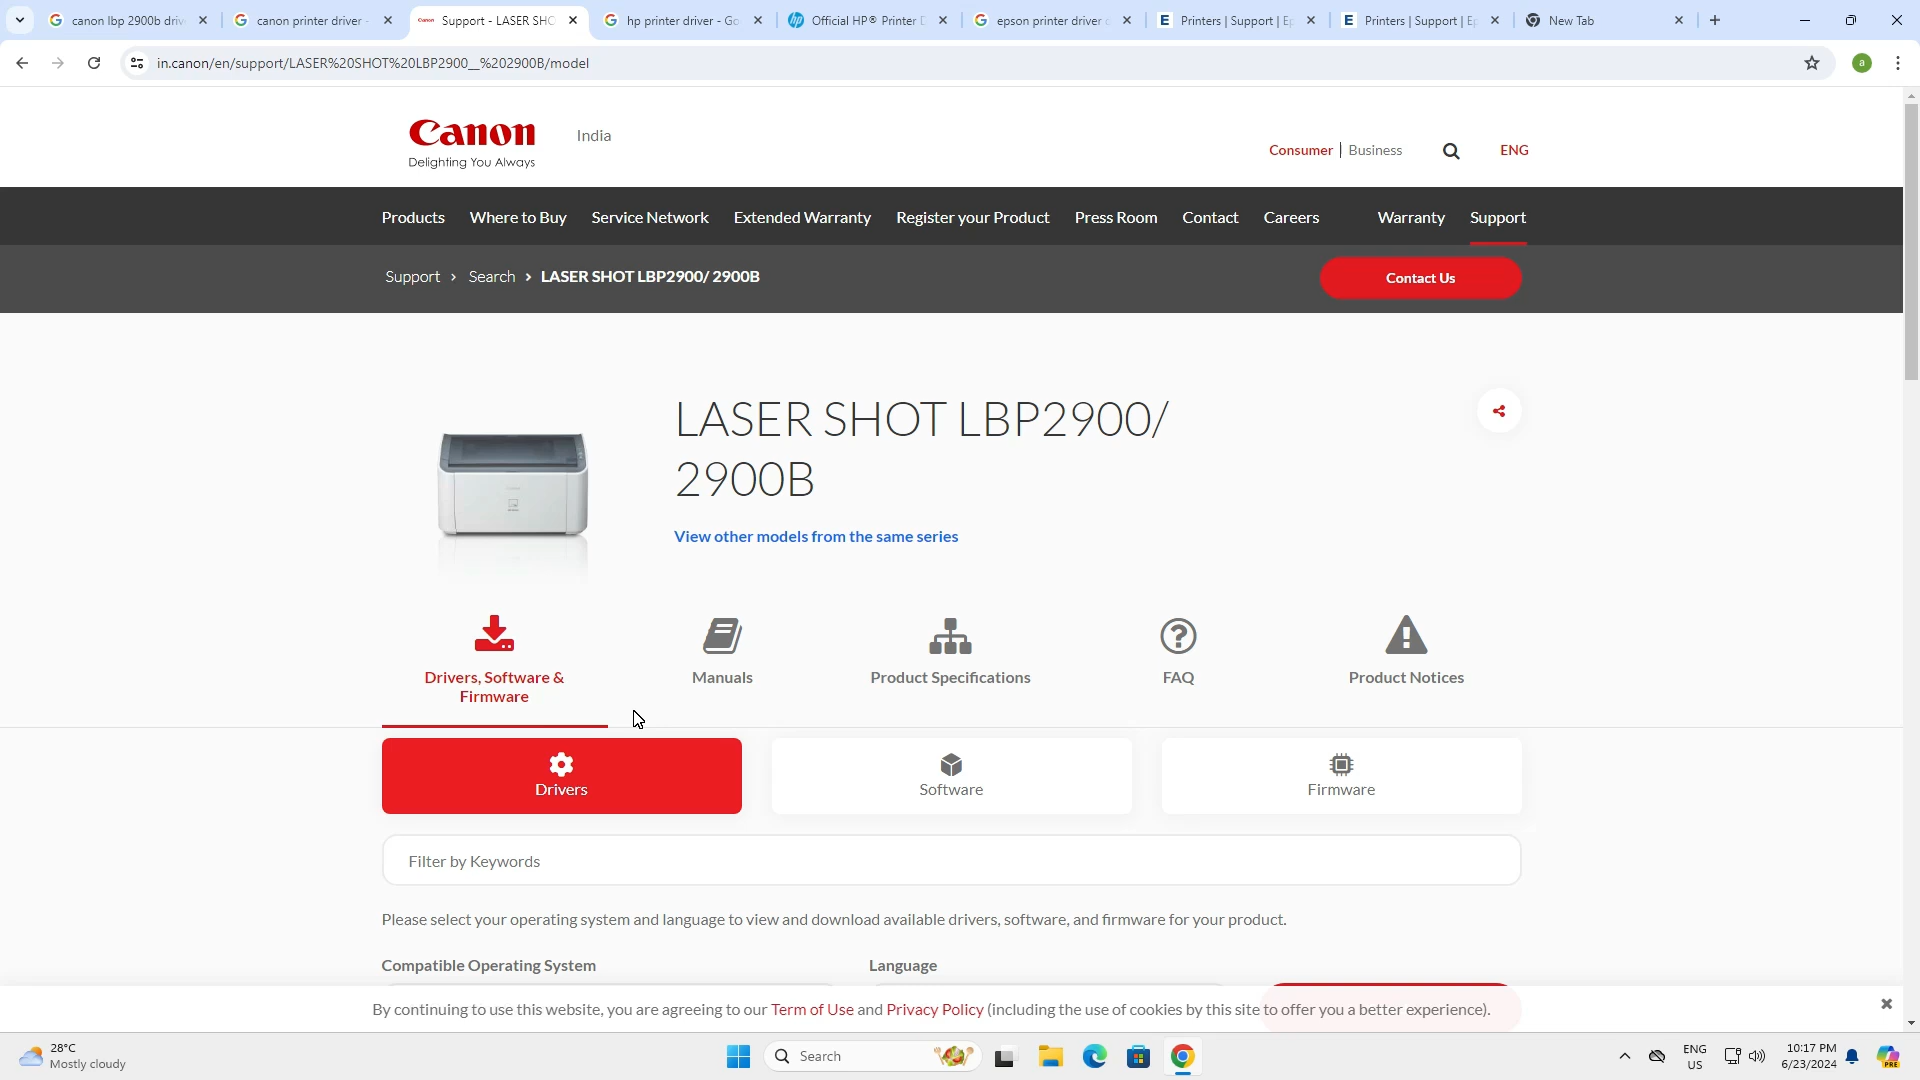 canon lbp 2900b driv
canon printer driver -
Support - LASER SHO
hp printer driver - Go
Official HP® Printer D
epson printer driver d
Printers | Support | Ep
Printers | Support | Ep
New Tab
in.canon/en/support/LASER%20SHOT%20LBP2900__%202900B/model
a
Canon
Delighting You Always
India
Consumer | Business
ENG
Products Where to Buy Service Network Extended Warranty Register your Product Press Room Contact Careers Warranty Support
Support > Search > LASER SHOT LBP2900/ 2900B
Contact Us
LASER SHOT LBP2900/
2900B
View other models from the same series
Drivers, Software &
Firmware
Manuals
Product Specifications
FAQ
Product Notices
Drivers
Software
Firmware
Filter by Keywords
Please select your operating system and language to view and download available drivers, software, and firmware for your product.
Compatible Operating System
Language
By continuing to use this website, you are agreeing to our Term of Use and Privacy Policy (including the use of cookies by this site to offer you a better experience).
28°C
Mostly cloudy
Search
ENG
US
10:17 PM
6/23/2024
PRE